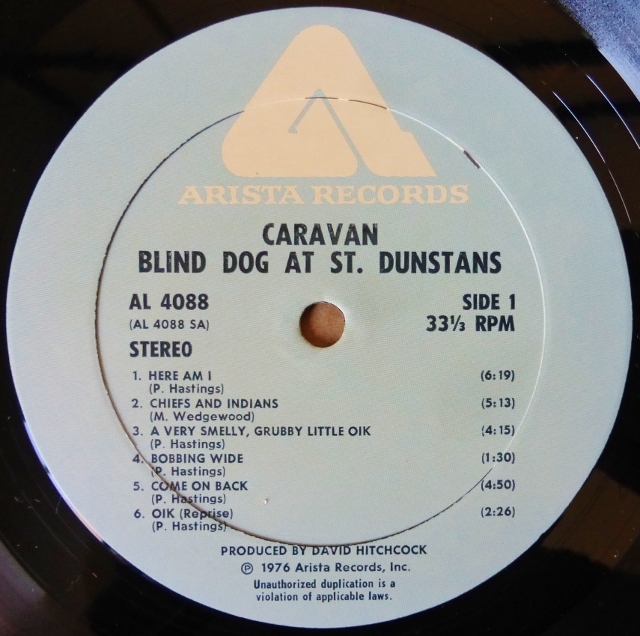 ARISTA RECORDS
CARAVAN
BLIND DOG AT ST. DUNSTANS
AL 4088 SIDE 1
(AL 4088 SA) 33⅓ RPM
STEREO
1. HERE AM I (6:19)
(P. Hastings)
2. CHIEFS AND INDIANS (5:13)
(M. Wedgewood)
3. A VERY SMELLY, GRUBBY LITTLE OIK (4:15)
(P. Hastings)
4. BOBBING WIDE (1:30)
(P. Hastings)
5. COME ON BACK (4:50)
(P. Hastings)
6. OIK (Reprise) (2:26)
(P. Hastings)
PRODUCED BY DAVID HITCHCOCK
℗ 1976 Arista Records, Inc.
Unauthorized duplication is a
violation of applicable laws.